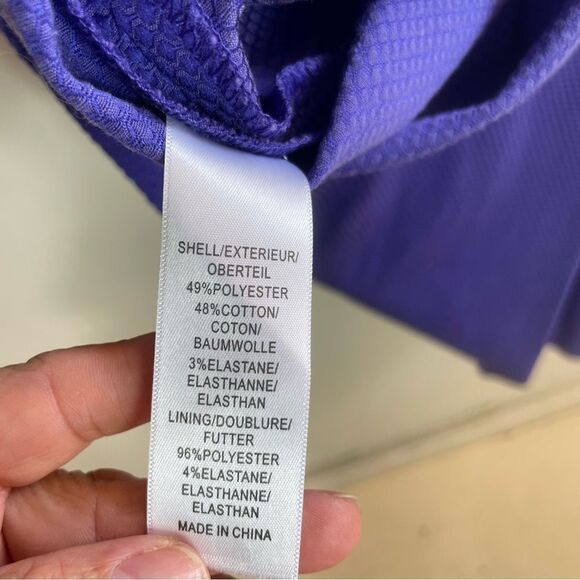 SHELL/EXTERIEUR/
OBERTEIL
49%POLYESTER
48%COTTON/
COTON/
BAUMWOLLE
3%ELASTANE/
ELASTHANNE/
ELASTHAN
LINING/DOUBLURE/
FUTTER
96%POLYESTER
4%ELASTANE/
ELASTHANNE/
ELASTHAN
MADE IN CHINA